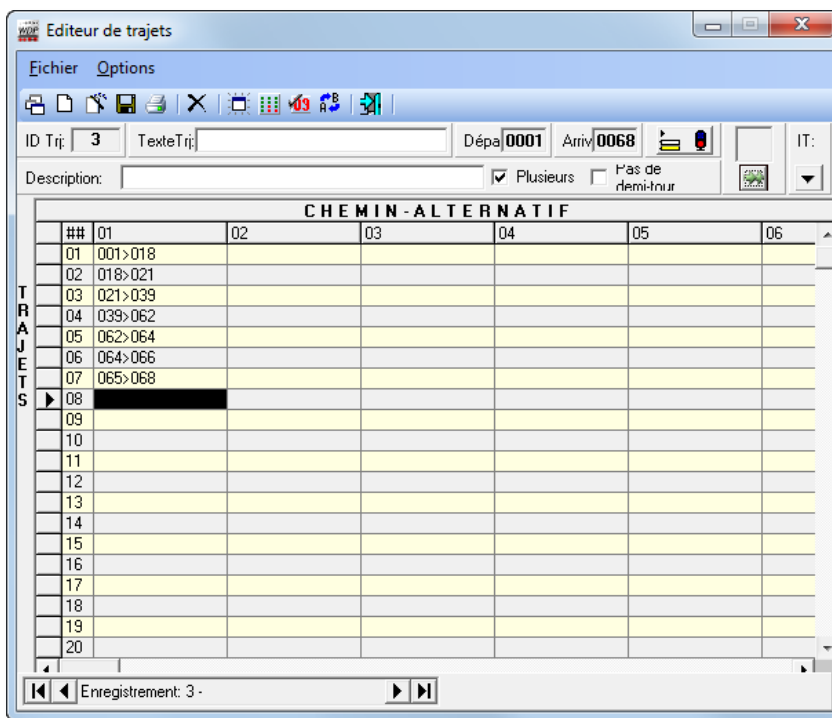 WDP Editeur de trajets
Fichier Options
03 A B
ID Trj: 3 TexteTrj: Dépa 0001 Arriv 0068 IT:
Description: Plusieurs Pas de demi-tour
CHEMIN-ALTERNATIF
## 01 02 03 04 05 06
01 001>018
02 018>021
03 021>039
04 039>062
05 062>064
06 064>066
07 065>068
08
09
10
11
12
13
14
15
16
17
18
19
20
TRAJETS
Enregistrement: 3 -